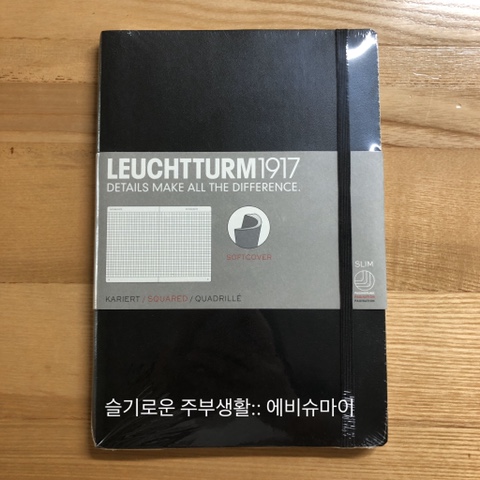 LEUCHTTURM1917
DETAILS MAKE ALL THE DIFFERENCE.
SOFTCOVER
SLIM
KARIERT / SQUARED / QUADRILLÉ
슬기로운 주부생활:: 에비슈마이